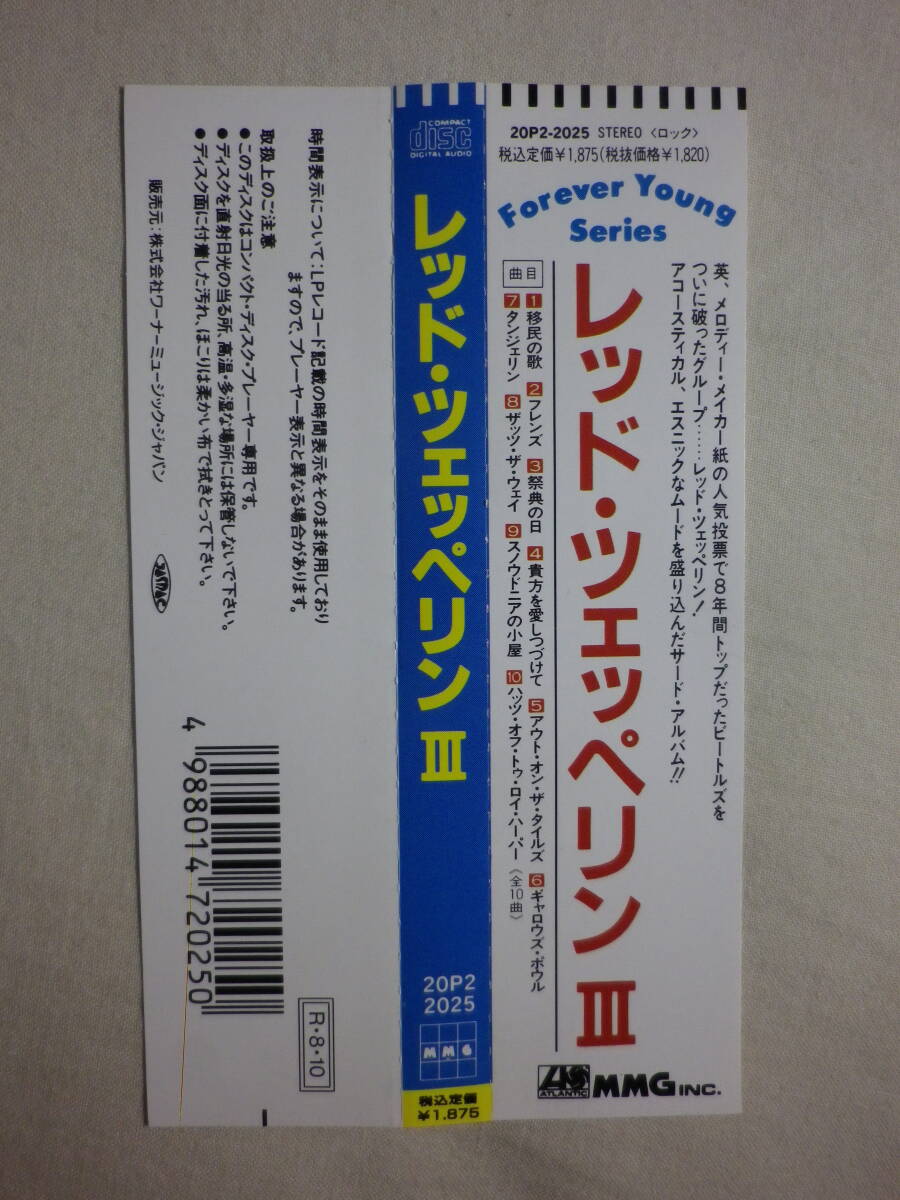 20P2-2025 STEREO〈ロック〉
税込定価¥1,875(税抜価格¥1,820)
Forever Young
Series
英、メロディー・メイカー紙の人気投票で8年間トップだったビートルズを
ついに破ったグループ……レッド・ツェッペリン!
アコースティカル、エスニックなムードを盛り込んだサード・アルバム!!
レッド・ツェッペリン III
曲目
1 移民の歌 2 フレンズ 3 祭典の日 4 貴方を愛しつづけて 5 アウト・オン・ザ・タイルズ 6 ギャロウズ・ポウル
7 タンジェリン 8 ザッツ・ザ・ウェイ 9 スノウドニアの小屋 10 ハッツ・オフ・トゥ・ロイ・ハーパー〈全10曲〉
ATLANTIC MMG INC.
COMPACT
disc
DIGITAL AUDIO
レッド・ツェッペリン III
20P2
2025
MMG
税込定価
¥1,875
時間表示について:LPレコード記載の時間表示をそのまま使用しており
ますので、プレーヤー表示と異なる場合があります。
取扱上のご注意
●このディスクはコンパクト・ディスク・プレーヤー専用です。
●ディスクを直射日光の当る所、高温・多湿な場所には保管しないで下さい。
●ディスク面に付着した汚れ、ほこりは柔かい布で拭きとって下さい。
販売元:株式会社ワーナーミュージック・ジャパン
JASRAC
4 988014 720250
R・8・10